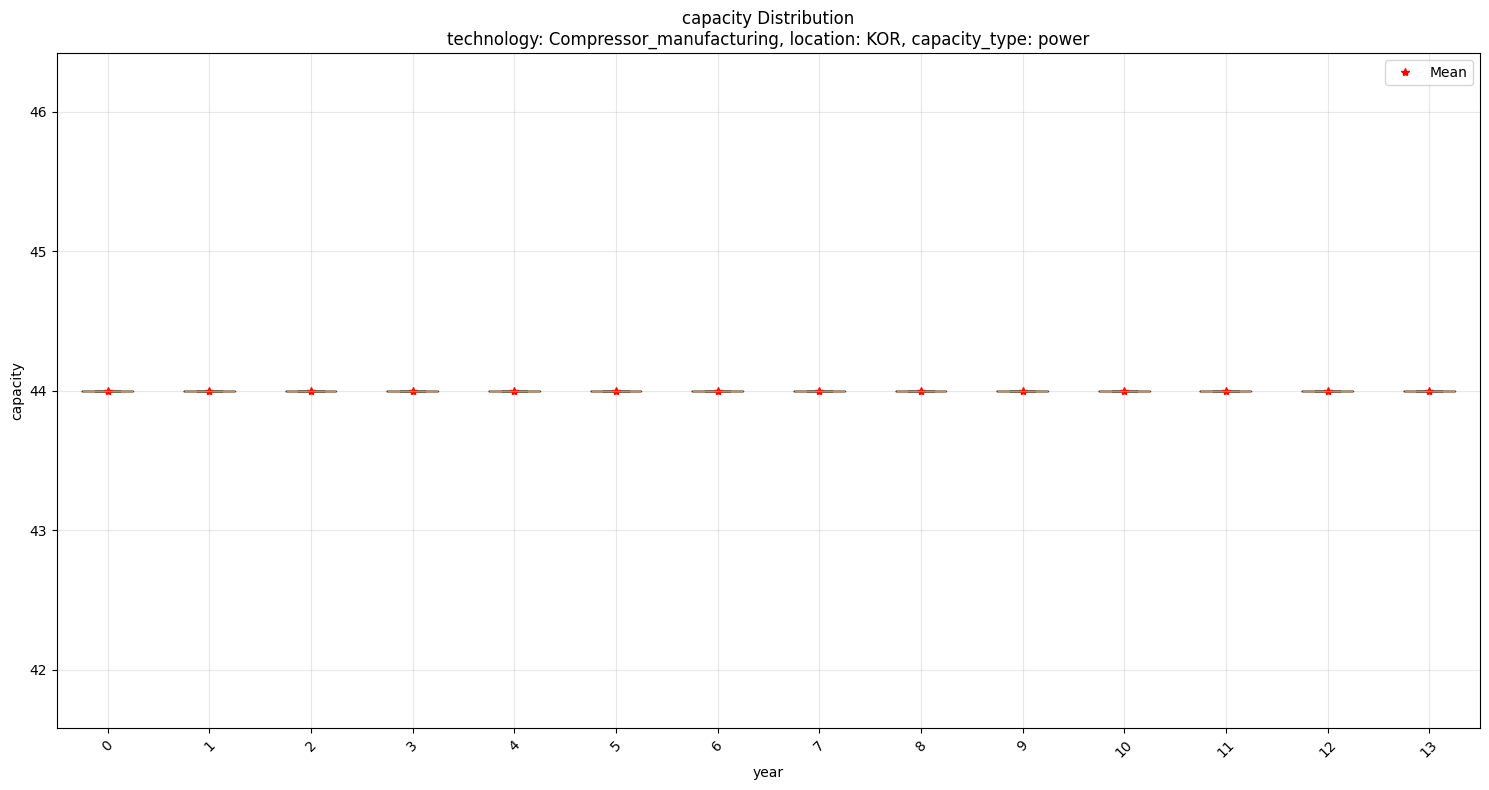 capacity Distribution
technology: Compressor_manufacturing, location: KOR, capacity_type: power
Mean
46
45
44
43
42
capacity
0 1 2 3 4 5 6 7 8 9 10 11 12 13
year